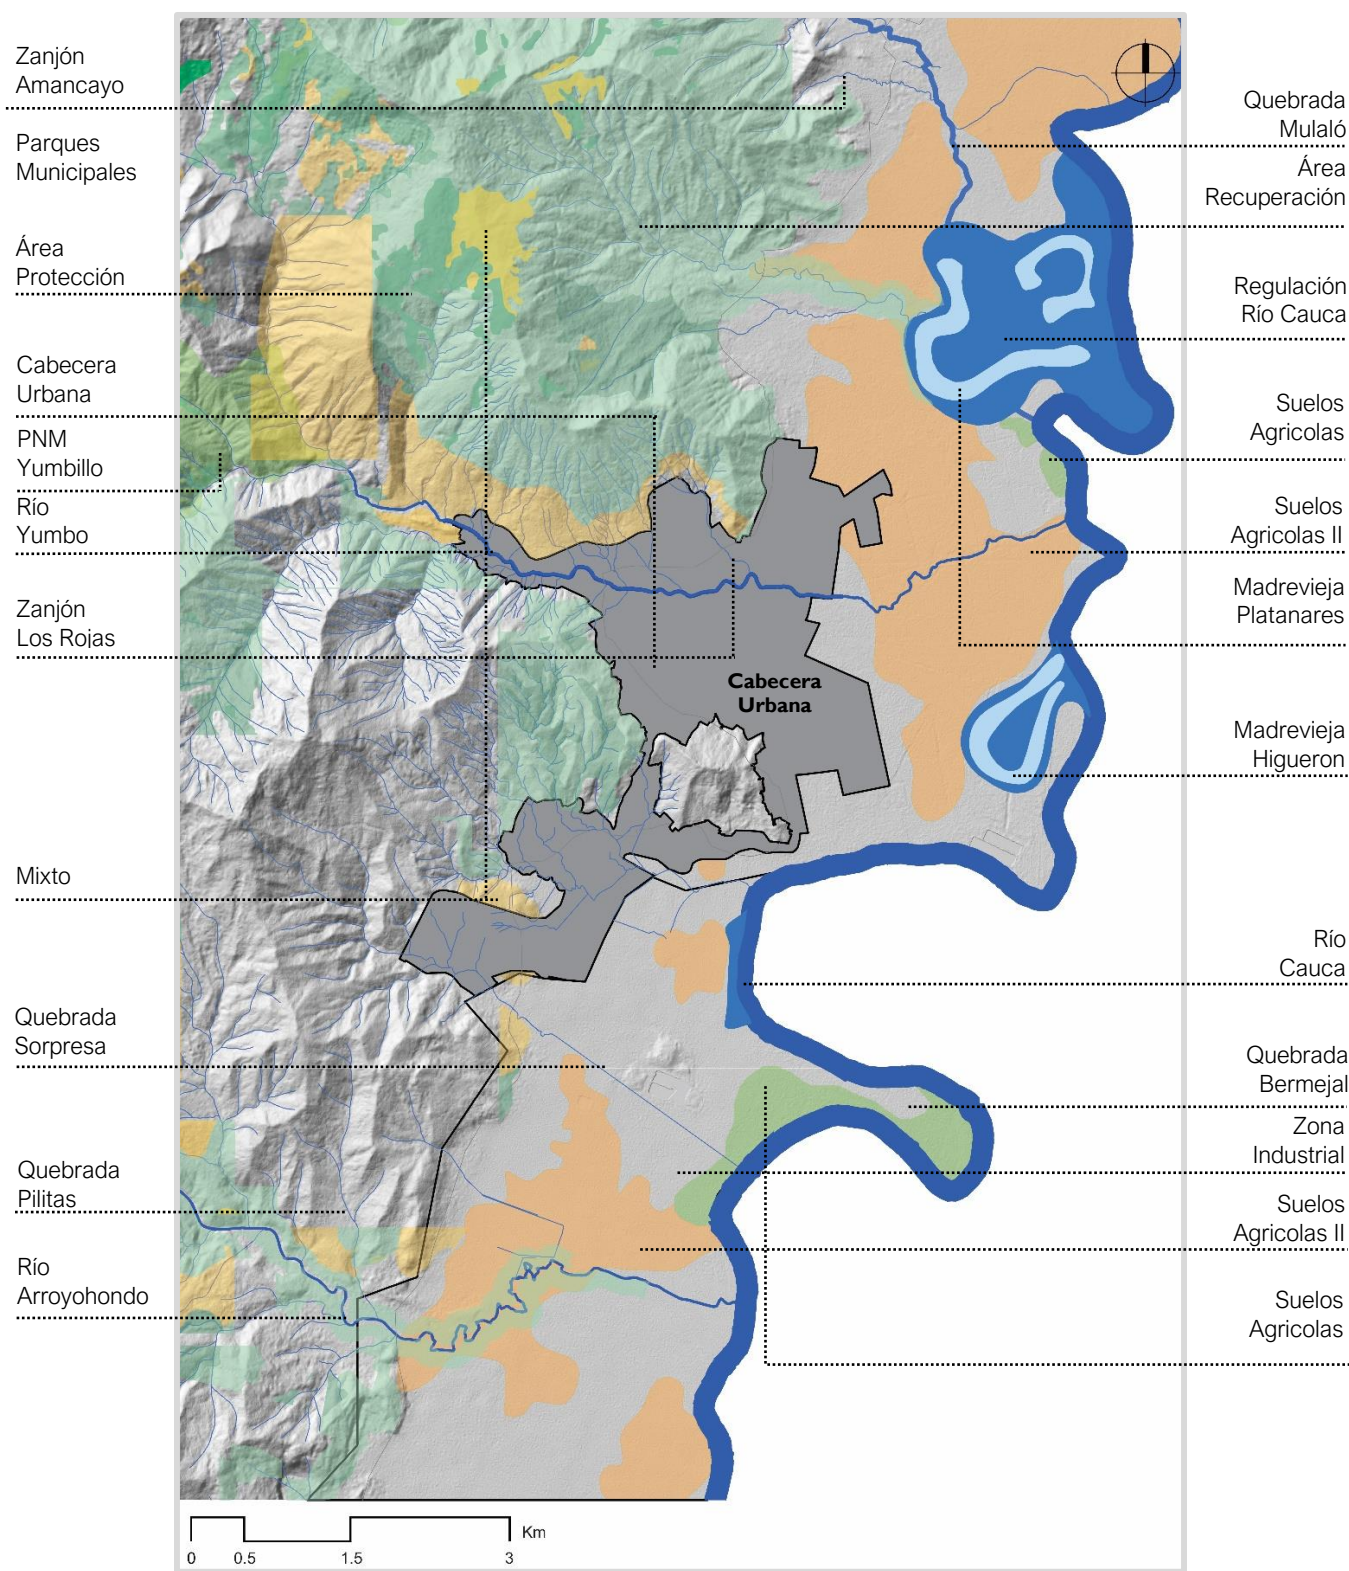 Zanjón
Amancayo
Parques
Municipales
Área
Protección
Cabecera
Urbana
PNM
Yumbillo
Río
Yumbo
Zanjón
Los Rojas
Mixto
Quebrada
Sorpresa
Quebrada
Pilitas
Río
Arroyohondo
Cabecera
Urbana
Quebrada
Mulaló
Área
Recuperación
Regulación
Río Cauca
Suelos
Agricolas
Suelos
Agricolas II
Madrevieja
Platanares
Madrevieja
Higueron
Río
Cauca
Quebrada
Bermejal
Zona
Industrial
Suelos
Agricolas II
Suelos
Agricolas
Km
0 0.5 1.5 3